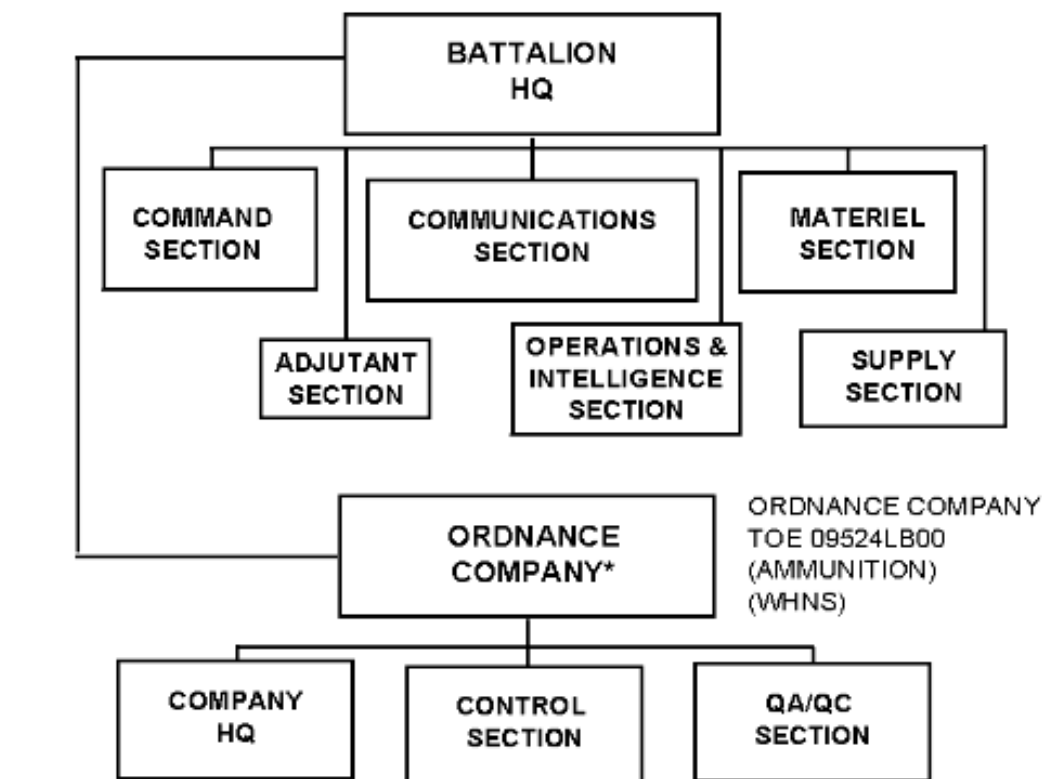 BATTALION
HQ
COMMAND
SECTION
COMMUNICATIONS
SECTION
MATERIEL
SECTION
ADJUTANT
SECTION
OPERATIONS &
INTELLIGENCE
SECTION
SUPPLY
SECTION
ORDNANCE
COMPANY*
ORDNANCE COMPANY
TOE 09524LB00
(AMMUNITION)
(WHNS)
COMPANY
HQ
CONTROL
SECTION
QA/QC
SECTION